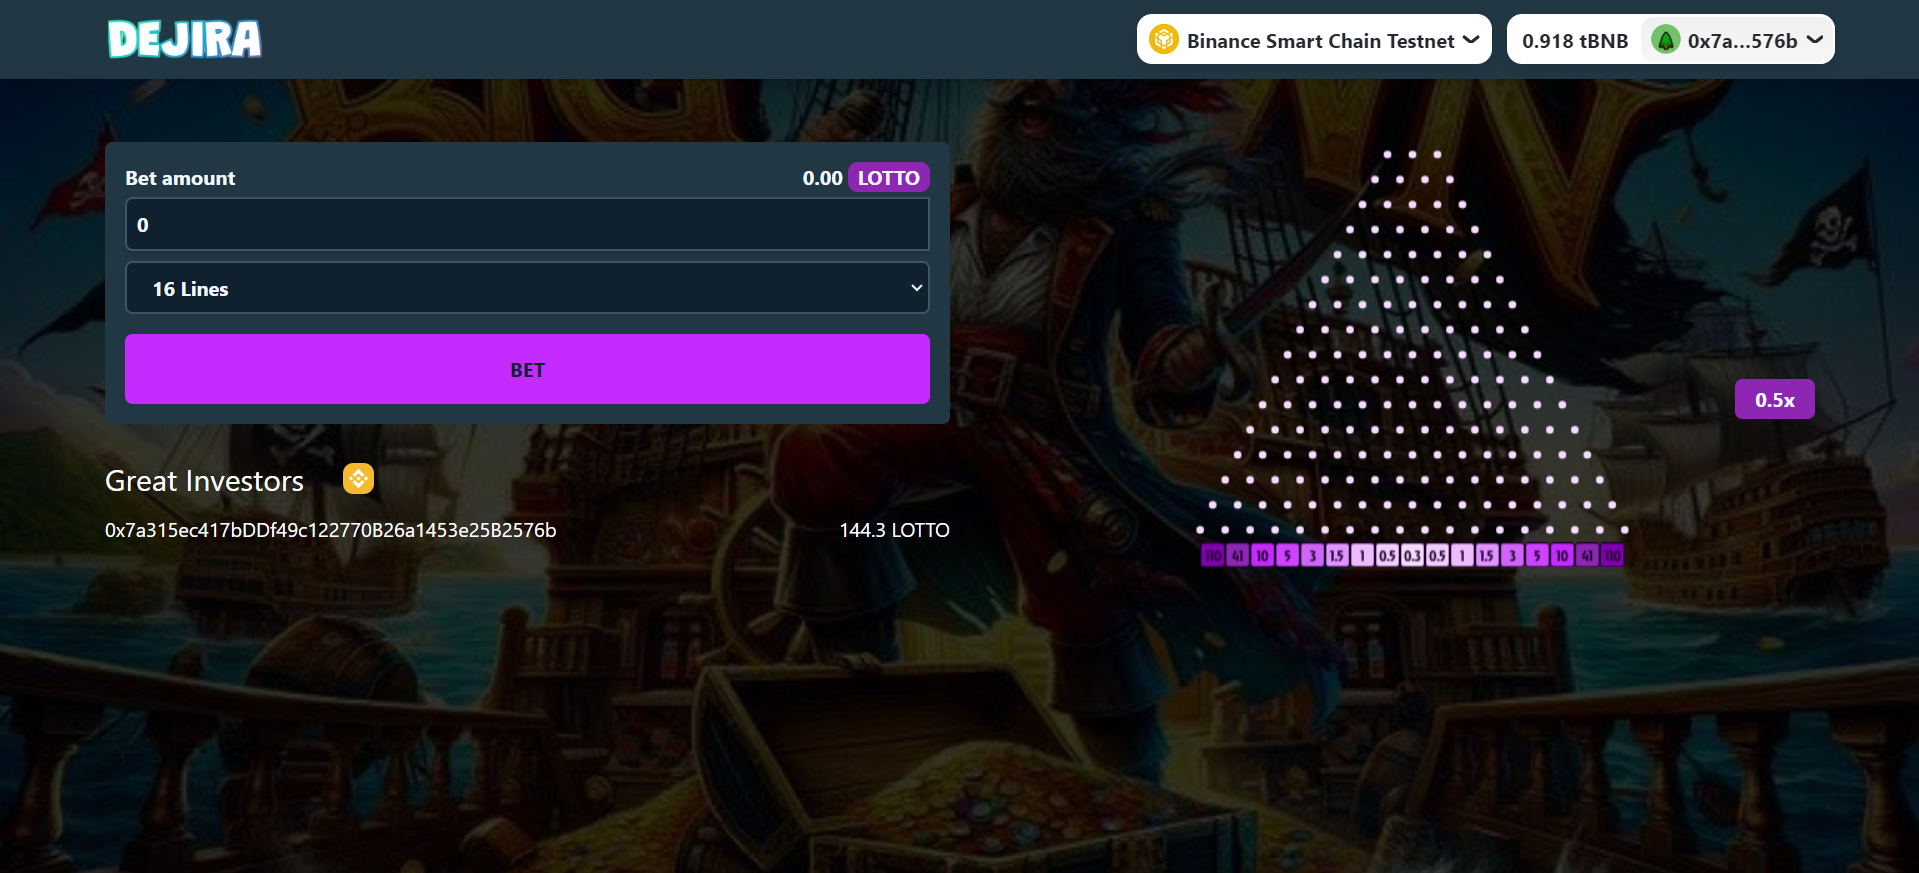 DEJIRA
Binance Smart Chain Testnet
0.918 tBNB
0x7a...576b
Bet amount
0.00 LOTTO
0
16 Lines
BET
0.5x
Great Investors
0x7a315ec417bDDf49c122770B26a1453e25B2576b
144.3 LOTTO
110 41 10 5 3 1.5 1 0.5 0.3 0.5 1 1.5 3 5 10 41 110